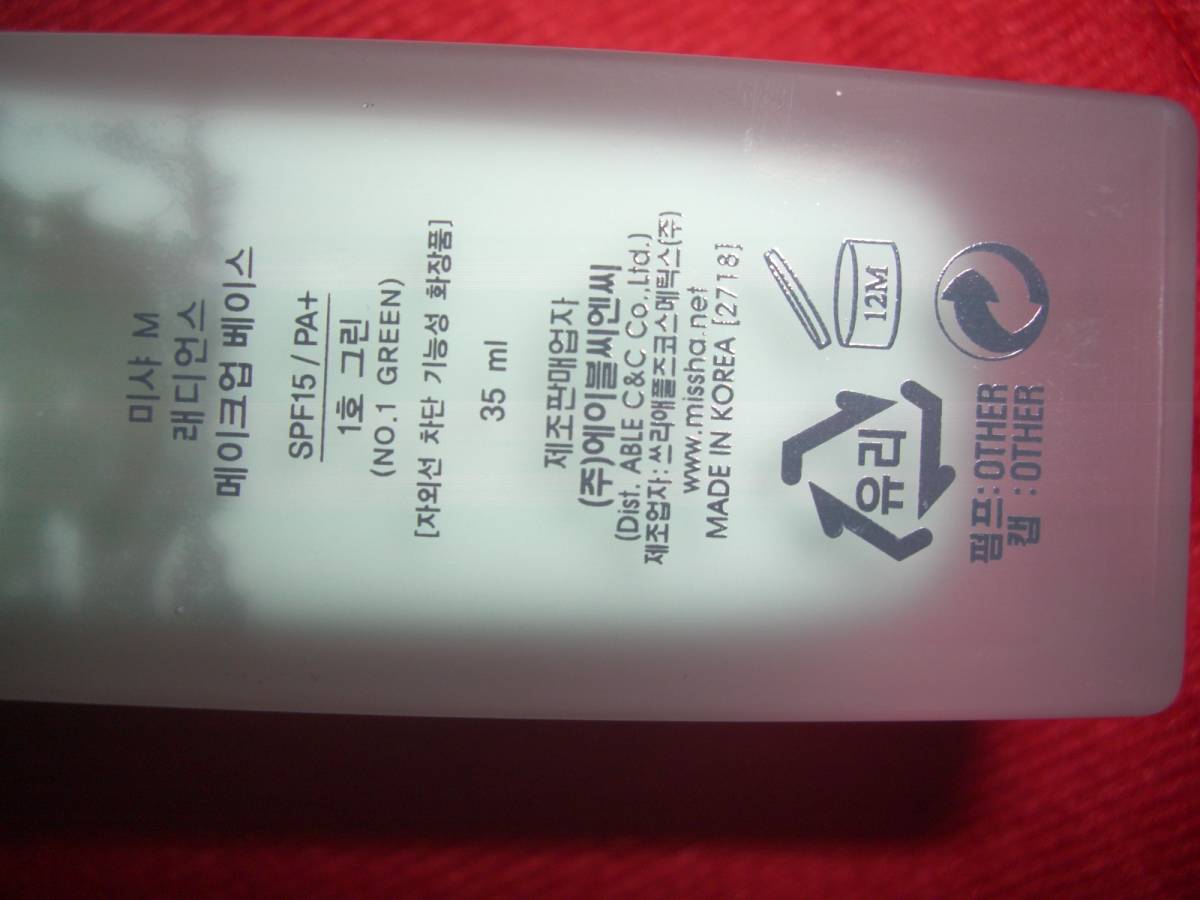 미샤 M
래디언스
메이크업 베이스
SPF15 / PA+
1호 그린
(NO.1 GREEN)
[자외선 차단 기능성 화장품]
35 ml
제조판매업자
(주)에이블씨엔씨
(Dist. ABLE C&C Co.,Ltd.)
제조업자: 쓰리애플즈코스메틱스(주)
www.missha.net
MADE IN KOREA [2718]
12M
유리
펌프: OTHER
캡 : OTHER